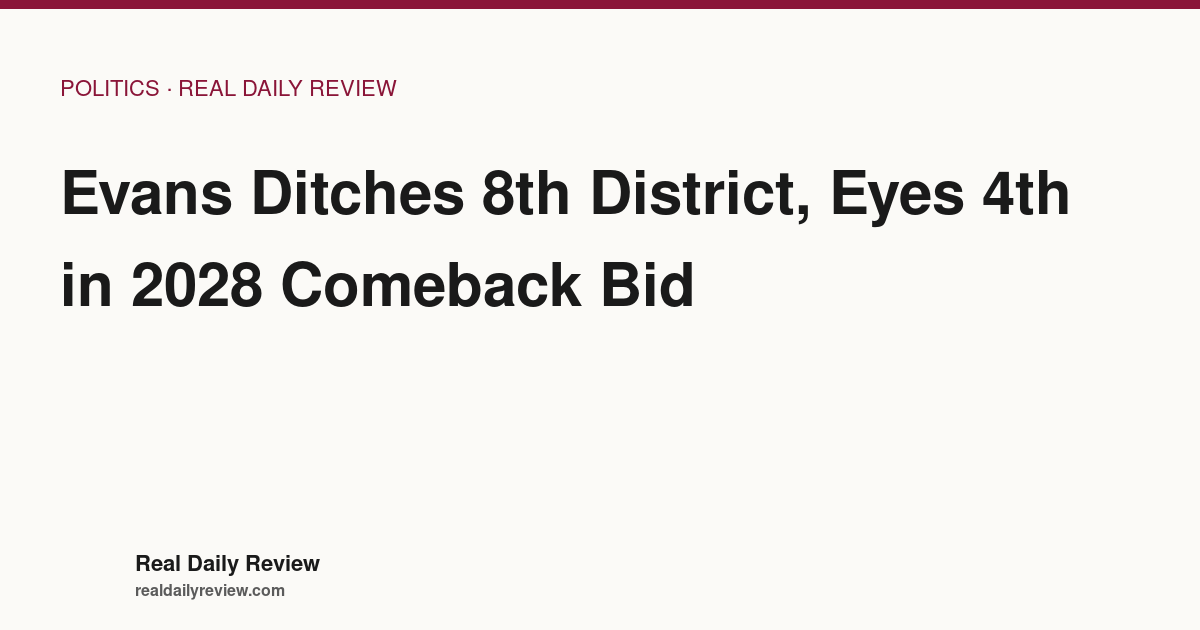 POLITICS · REAL DAILY REVIEW
Evans Ditches 8th District, Eyes 4th
in 2028 Comeback Bid
Real Daily Review
realdailyreview.com